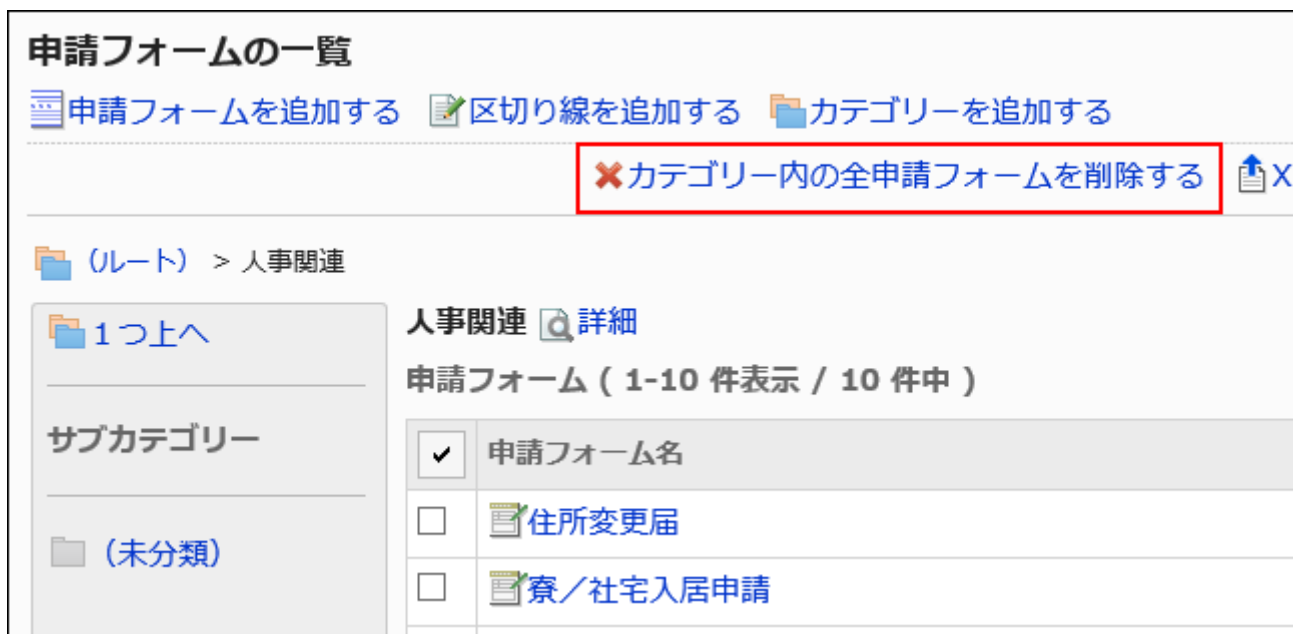 申請フォームの一覧
申請フォームを追加する 区切り線を追加する カテゴリーを追加する
カテゴリー内の全申請フォームを削除する X
（ルート） > 人事関連
1つ上へ
サブカテゴリー
（未分類）
人事関連 詳細
申請フォーム ( 1-10 件表示 / 10 件中 )
申請フォーム名
住所変更届
寮／社宅入居申請